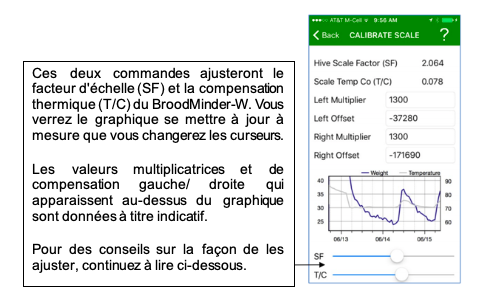 AT&T M-Cell 9:56 AM
Back CALIBRATE SCALE ?
Hive Scale Factor (SF) 2.064
Scale Temp Co (T/C) 0.078
Left Multiplier 1300
Left Offset -37280
Right Multiplier 1300
Right Offset -171690
Weight Temperature
40 90
35 80
30 70
25 60
06/13 06/14 06/15
SF
T/C
Ces deux commandes ajusteront le
facteur d'échelle (SF) et la compensation
thermique (T/C) du BroodMinder-W. Vous
verrez le graphique se mettre à jour à
mesure que vous changerez les curseurs.
Les valeurs multiplicatrices et de
compensation gauche/ droite qui
apparaissent au-dessus du graphique
sont données à titre indicatif.
Pour des conseils sur la façon de les
ajuster, continuez à lire ci-dessous.